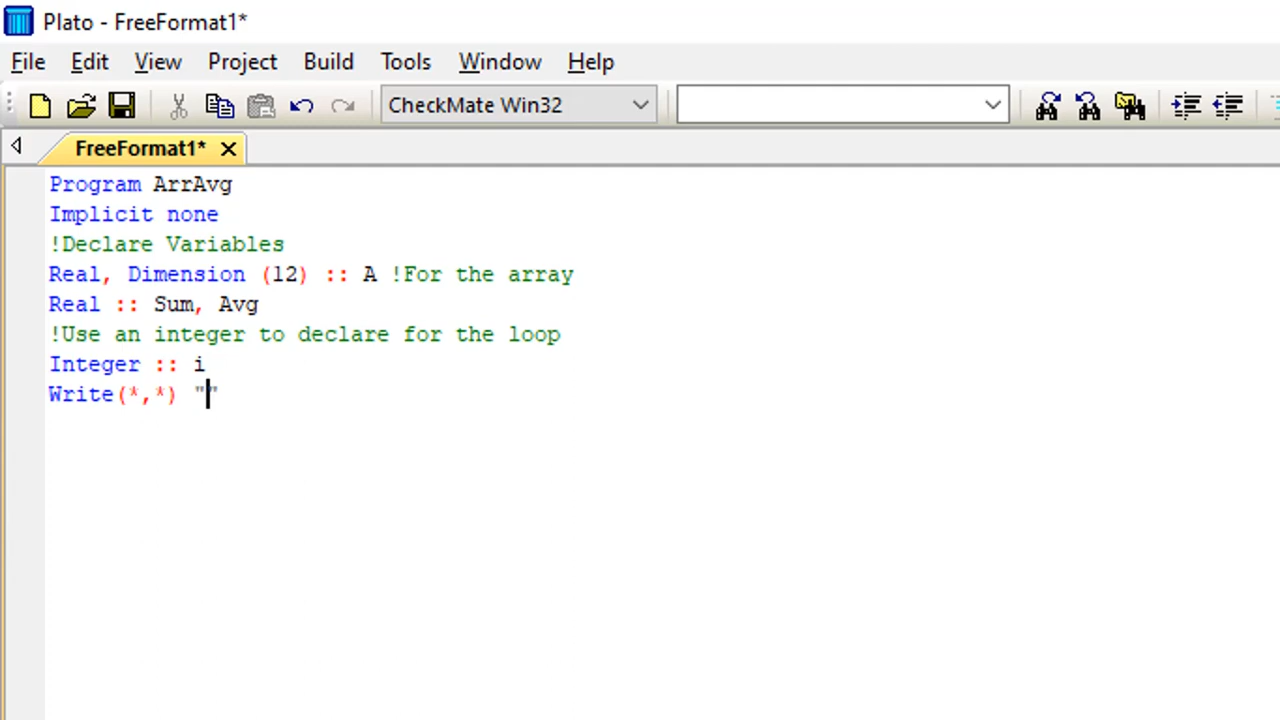 Plato - FreeFormat1*
File Edit View Project Build Tools Window Help
CheckMate Win32
FreeFormat1*
Program ArrAvg
Implicit none
!Declare Variables
Real, Dimension (12) :: A !For the array
Real :: Sum, Avg
!Use an integer to declare for the loop
Integer :: i
Write(*,*) ""